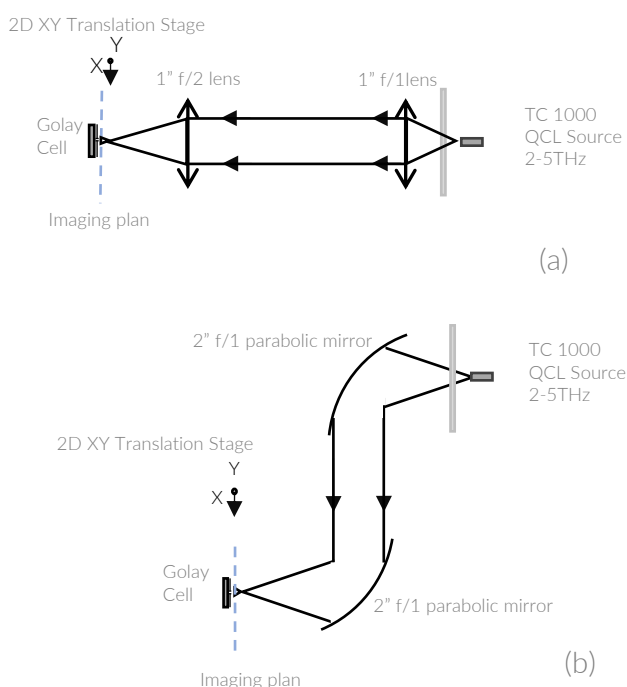 2D XY Translation Stage
Y
X
1" f/2 lens
1" f/1lens
Golay
Cell
TC 1000
QCL Source
2-5THz
Imaging plan
(a)
2" f/1 parabolic mirror
TC 1000
QCL Source
2-5THz
2D XY Translation Stage
Y
X
Golay
Cell
2" f/1 parabolic mirror
Imaging plan
(b)